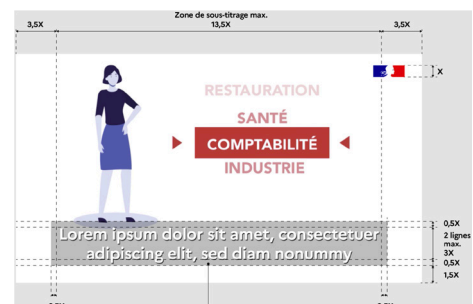 Zone de sous-titrage max.
3,5X 13,5X 3,5X
X
RESTAURATION
SANTÉ
COMPTABILITÉ
INDUSTRIE
Lorem ipsum dolor sit amet, consectetuer
adipiscing elit, sed diam nonummy
0,5X
2 lignes
max.
3X
0,5X
1,5X